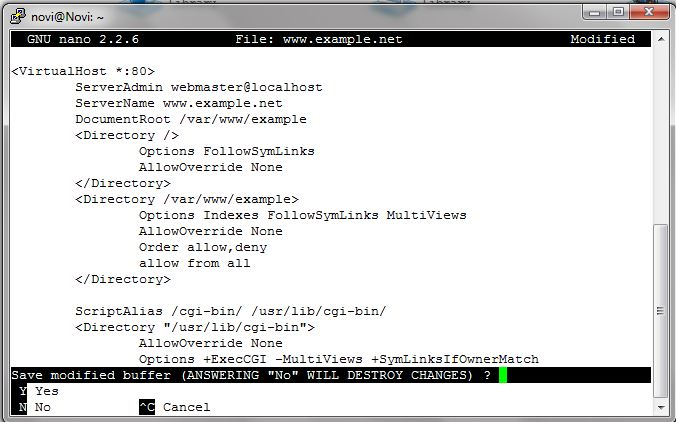 novi@Novi: ~
GNU nano 2.2.6 File: www.example.net Modified
<VirtualHost *:80>
ServerAdmin webmaster@localhost
ServerName www.example.net
DocumentRoot /var/www/example
<Directory />
Options FollowSymLinks
AllowOverride None
</Directory>
<Directory /var/www/example>
Options Indexes FollowSymLinks MultiViews
AllowOverride None
Order allow,deny
allow from all
</Directory>
ScriptAlias /cgi-bin/ /usr/lib/cgi-bin/
<Directory "/usr/lib/cgi-bin">
AllowOverride None
Options +ExecCGI -MultiViews +SymLinksIfOwnerMatch
Save modified buffer (ANSWERING "No" WILL DESTROY CHANGES) ?
Y Yes
N No ^C Cancel